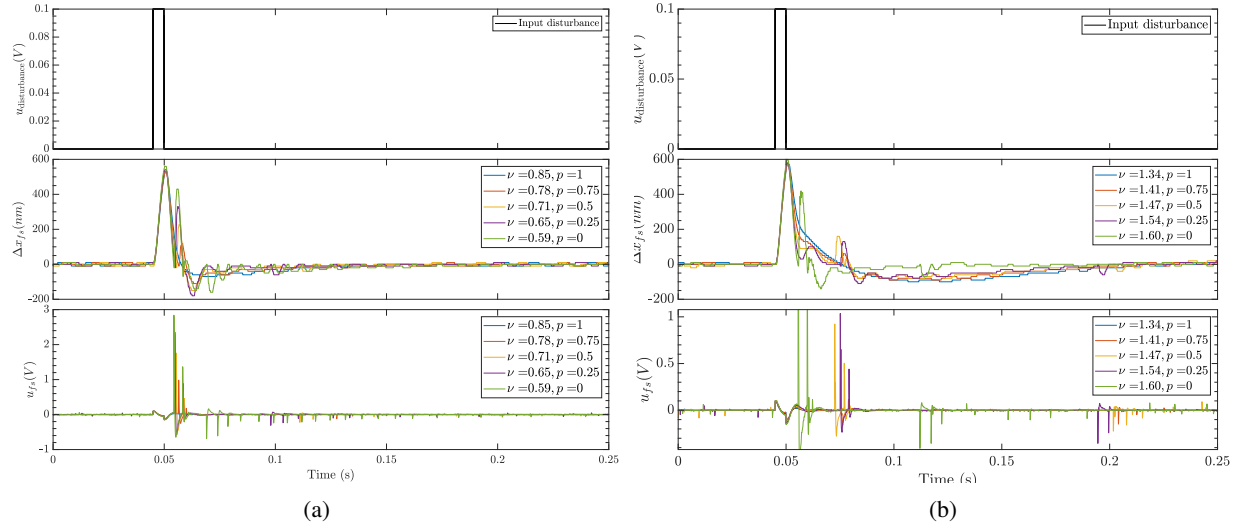 0.1
0.08
0.06
0.04
0.02
0
u_disturbance(V)
Input disturbance
600
400
200
0
-200
Δx_fs(nm)
ν =0.85, p =1
ν =0.78, p =0.75
ν =0.71, p =0.5
ν =0.65, p =0.25
ν =0.59, p =0
3
2
1
0
-1
u_fs(V)
ν =0.85, p =1
ν =0.78, p =0.75
ν =0.71, p =0.5
ν =0.65, p =0.25
ν =0.59, p =0
0 0.05 0.1 0.15 0.2 0.25
Time (s)
(a)
0.1
0.05
0
u_disturbance(V)
Input disturbance
600
400
200
0
-200
Δx_fs(nm)
ν =1.34, p =1
ν =1.41, p =0.75
ν =1.47, p =0.5
ν =1.54, p =0.25
ν =1.60, p =0
1
0.5
0
u_fs(V)
ν =1.34, p =1
ν =1.41, p =0.75
ν =1.47, p =0.5
ν =1.54, p =0.25
ν =1.60, p =0
0 0.05 0.1 0.15 0.2 0.25
Time (s)
(b)